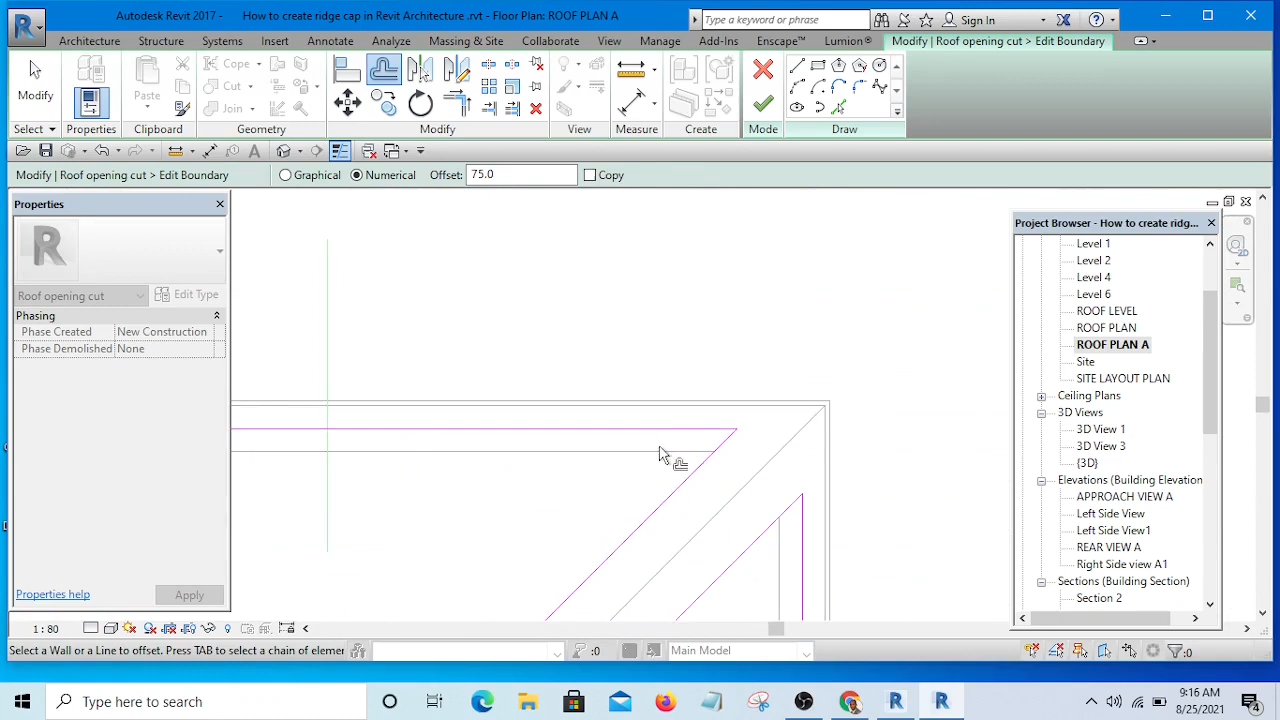 Autodesk Revit 2017 - How to create ridge cap in Revit Architecture .rvt - Floor Plan: ROOF PLAN A
Type a keyword or phrase
Sign In
Architecture Structure Systems Insert Annotate Analyze Massing & Site Collaborate View Manage Add-Ins Enscape™ Lumion® Modify | Roof opening cut > Edit Boundary
Modify
Paste
Cope
Cut
Join
Select Properties Clipboard Geometry Modify View Measure Create Mode Draw
Modify | Roof opening cut > Edit Boundary
Graphical Numerical Offset: 75.0 Copy
Properties
R
Roof opening cut Edit Type
Phasing
Phase Created New Construction
Phase Demolished None
Properties help Apply
Project Browser - How to create ridg...
2D
Level 1
Level 2
Level 4
Level 6
ROOF LEVEL
ROOF PLAN
ROOF PLAN A
Site
SITE LAYOUT PLAN
Ceiling Plans
3D Views
3D View 1
3D View 3
{3D}
Elevations (Building Elevation
APPROACH VIEW A
Left Side View
Left Side View1
REAR VIEW A
Right Side view A1
Sections (Building Section)
Section 2
1 : 80
Select a Wall or a Line to offset. Press TAB to select a chain of elemer
:0
Main Model
:0
Type here to search
9:16 AM
8/25/2021
4